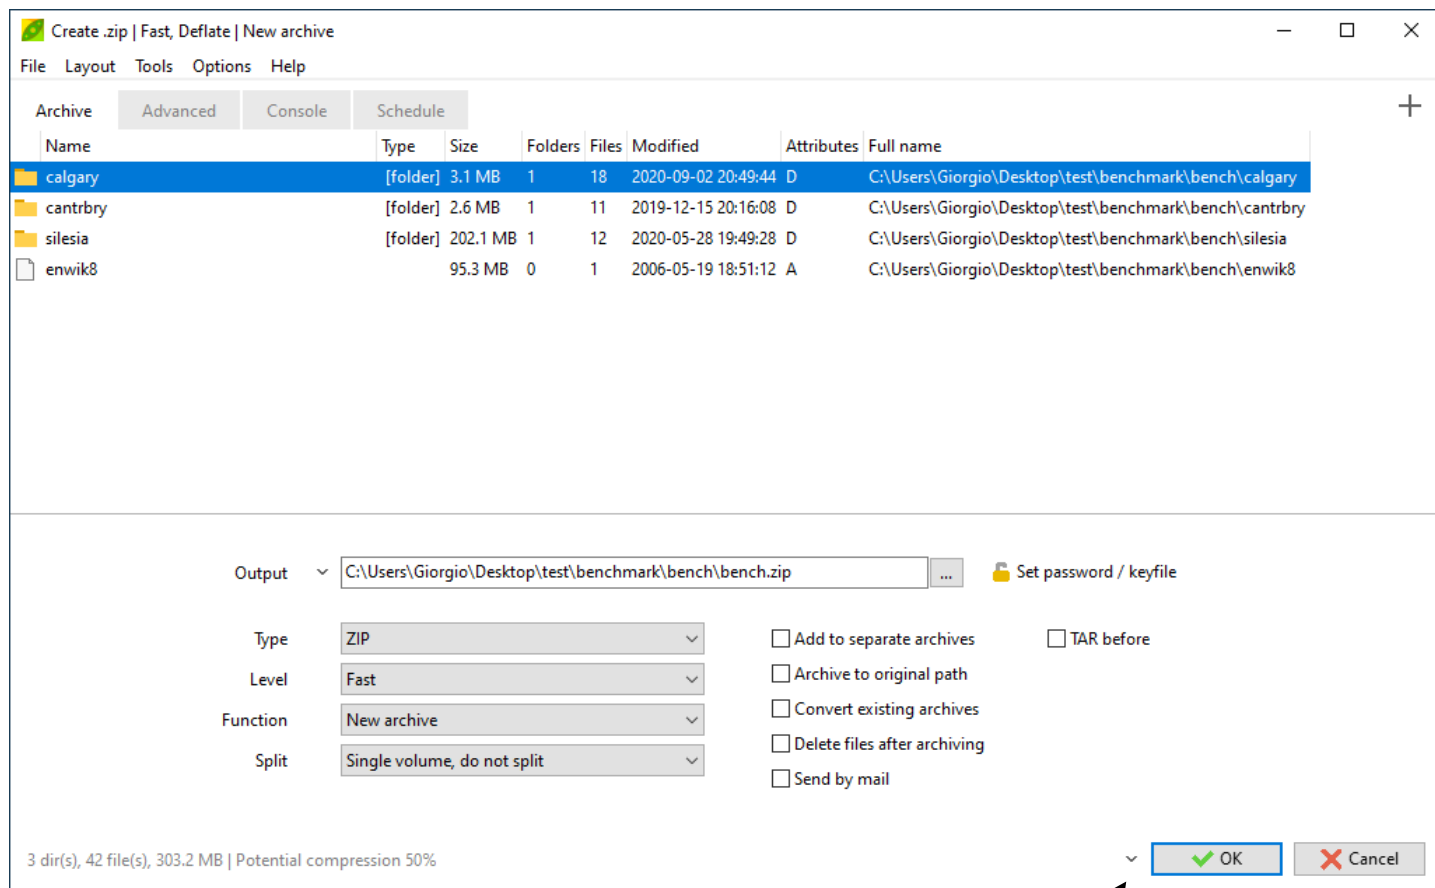 Create .zip | Fast, Deflate | New archive
File Layout Tools Options Help
Archive Advanced Console Schedule
Name Type Size Folders Files Modified Attributes Full name
calgary [folder] 3.1 MB 1 18 2020-09-02 20:49:44 D C:\Users\Giorgio\Desktop\test\benchmark\bench\calgary
cantrbry [folder] 2.6 MB 1 11 2019-12-15 20:16:08 D C:\Users\Giorgio\Desktop\test\benchmark\bench\cantrbry
silesia [folder] 202.1 MB 1 12 2020-05-28 19:49:28 D C:\Users\Giorgio\Desktop\test\benchmark\bench\silesia
enwik8 95.3 MB 0 1 2006-05-19 18:51:12 A C:\Users\Giorgio\Desktop\test\benchmark\bench\enwik8
Output C:\Users\Giorgio\Desktop\test\benchmark\bench\bench.zip ... Set password / keyfile
Type ZIP Add to separate archives TAR before
Level Fast Archive to original path
Function New archive Convert existing archives
Delete files after archiving
Split Single volume, do not split
Send by mail
3 dir(s), 42 file(s), 303.2 MB | Potential compression 50% OK Cancel